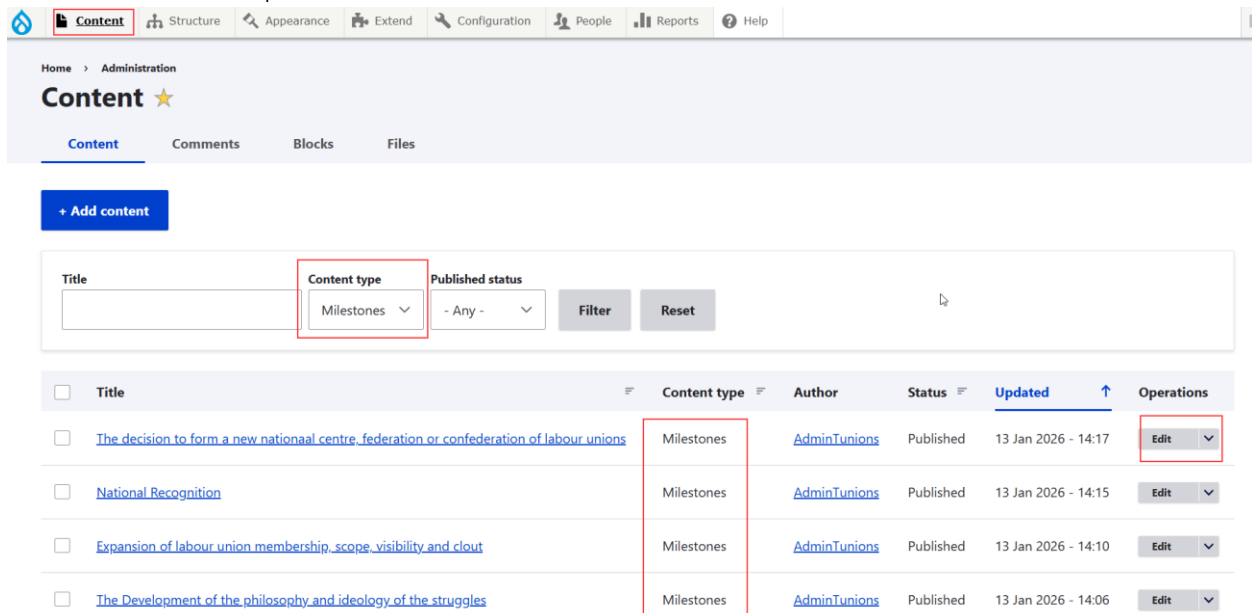 Content Structure Appearance Extend Configuration People Reports Help
Home › Administration
Content
Content Comments Blocks Files
+ Add content
Title Content type Published status
Milestones - Any - Filter Reset
Title Content type Author Status Updated Operations
The decision to form a new nationaal centre, federation or confederation of labour unions Milestones AdminTunions Published 13 Jan 2026 - 14:17 Edit
National Recognition Milestones AdminTunions Published 13 Jan 2026 - 14:15 Edit
Expansion of labour union membership, scope, visibility and clout Milestones AdminTunions Published 13 Jan 2026 - 14:10 Edit
The Development of the philosophy and ideology of the struggles Milestones AdminTunions Published 13 Jan 2026 - 14:06 Edit